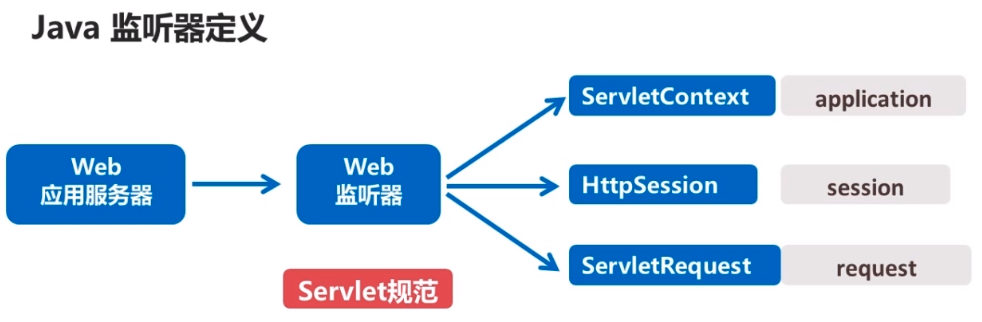 Java 监听器定义
Web
应用服务器
Web
监听器
Servlet规范
ServletContext
application
HttpSession
session
ServletRequest
request